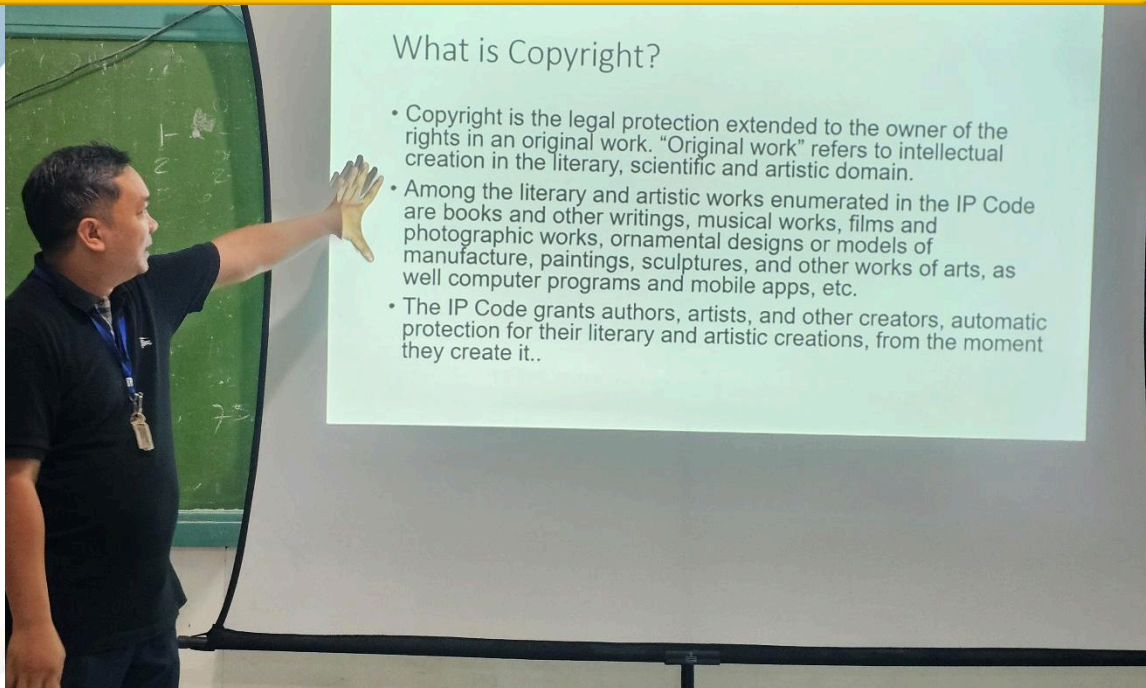 What is Copyright?
• Copyright is the legal protection extended to the owner of the
rights in an original work. “Original work” refers to intellectual
creation in the literary, scientific and artistic domain.
• Among the literary and artistic works enumerated in the IP Code
are books and other writings, musical works, films and
photographic works, ornamental designs or models of
manufacture, paintings, sculptures, and other works of arts, as
well computer programs and mobile apps, etc.
• The IP Code grants authors, artists, and other creators, automatic
protection for their literary and artistic creations, from the moment
they create it..